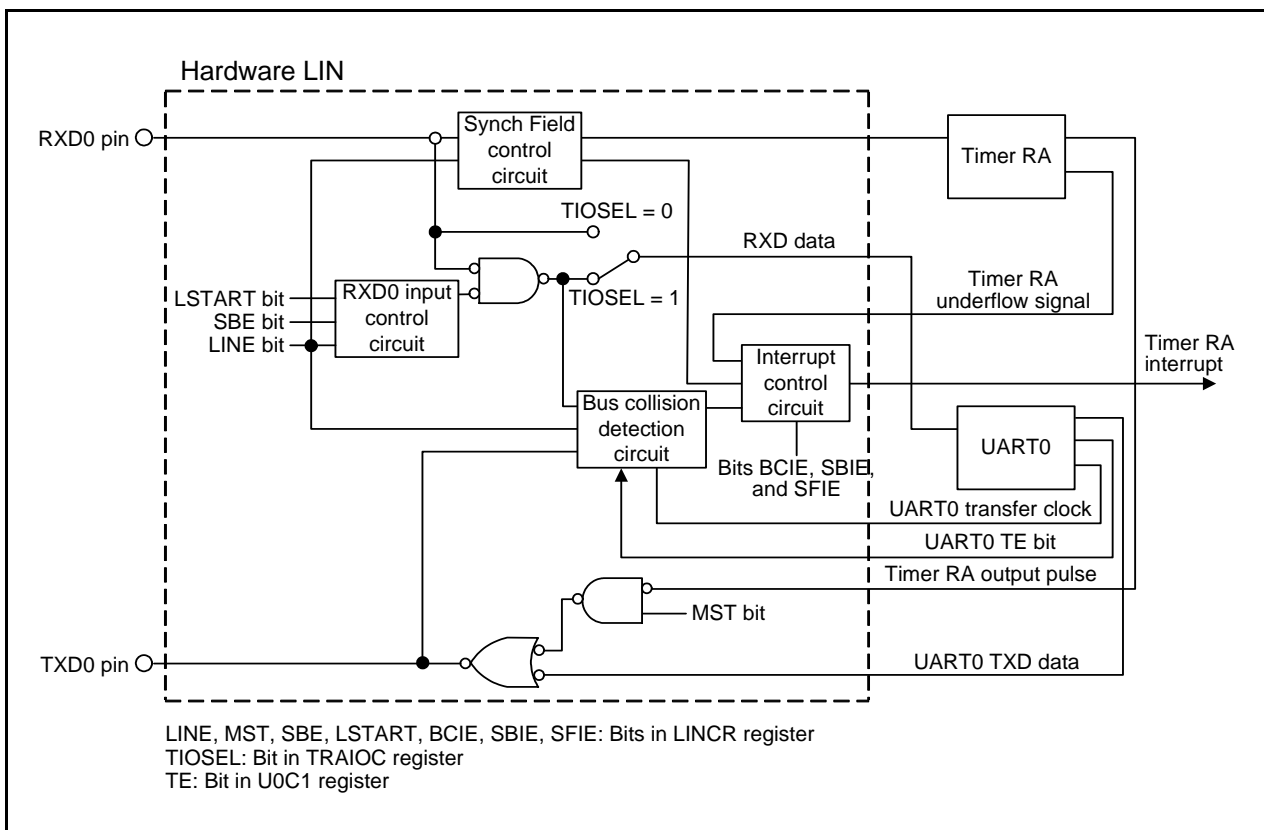 Hardware LIN
RXD0 pin
Synch Field
control
circuit
Timer RA
TIOSEL = 0
RXD data
TIOSEL = 1
LSTART bit
SBE bit
LINE bit
RXD0 input
control
circuit
Timer RA
underflow signal
Timer RA
interrupt
Interrupt
control
circuit
Bus collision
detection
circuit
Bits BCIE, SBIE,
and SFIE
UART0
UART0 transfer clock
UART0 TE bit
Timer RA output pulse
MST bit
TXD0 pin
UART0 TXD data
LINE, MST, SBE, LSTART, BCIE, SBIE, SFIE: Bits in LINCR register
TIOSEL: Bit in TRAIOC register
TE: Bit in U0C1 register